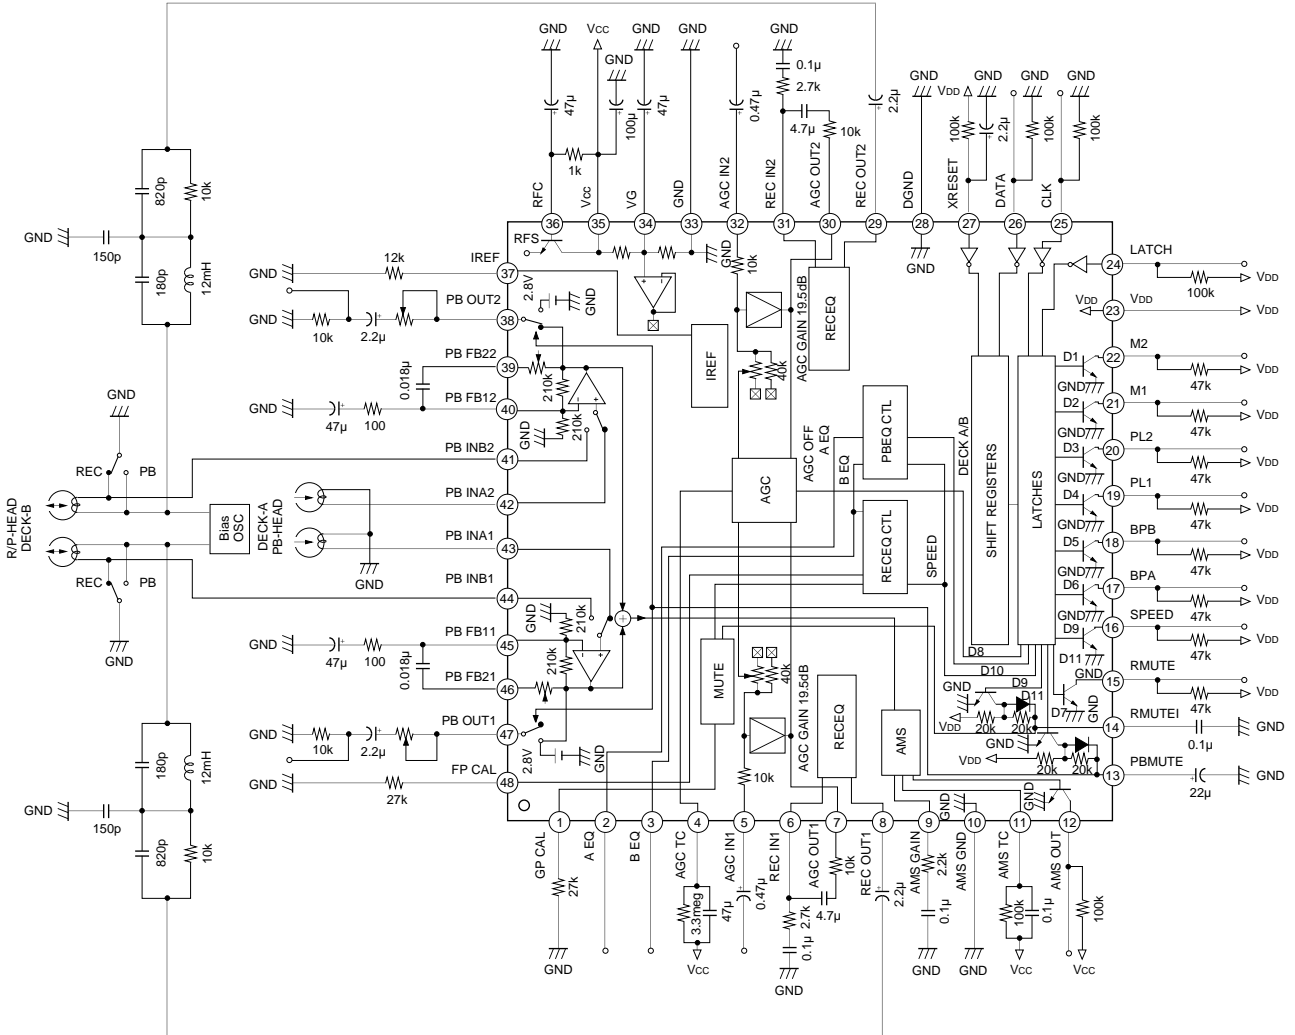 GND
Vcc
GND
GND
GND
GND
47µ
100µ
47µ
0.47µ
0.1µ
2.7k
4.7µ
10k
2.2µ
1k
GND
VDD
GND
GND
GND
100k
2.2µ
100k
100k
RFC
Vcc
VG
GND
AGC IN2
REC IN2
AGC OUT2
REC OUT2
DGND
XRESET
DATA
CLK
36
35
34
33
32
31
30
29
28
27
26
25
820p
10k
GND
150p
180p
12mH
RFS
GND
10k
GND
IREF
37
12k
GND
2.8V
GND
PB OUT2
38
GND
10k
2.2µ
PB FB22
39
0.018µ
210k
PB FB12
40
GND
47µ
100
GND
210k
PB INB2
41
PB INA2
42
PB INA1
43
PB INB1
44
GND
210k
PB FB11
45
GND
47µ
100
0.018µ
210k
PB FB21
46
PB OUT1
47
GND
10k
2.2µ
2.8V
GND
FP CAL
48
GND
27k
GND
REC
PB
R/P-HEAD
DECK-B
Bias
OSC
DECK-A
PB-HEAD
GND
REC
PB
GND
180p
12mH
GND
150p
820p
10k
AGC GAIN 19.5dB
RECEQ
IREF
40k
AGC
AGC OFF
A EQ
B EQ
PBEQ CTL
RECEQ CTL
DECK A/B
SPEED
SHIFT REGISTERS
LATCHES
MUTE
40k
AGC GAIN 19.5dB
RECEQ
AMS
10k
24
LATCH
100k
VDD
VDD
23
VDD
VDD
D1
GND
22
M2
47k
VDD
D2
GND
21
M1
47k
VDD
D3
GND
20
PL2
47k
VDD
D4
GND
19
PL1
47k
VDD
D5
GND
18
BPB
47k
VDD
D6
GND
17
BPA
47k
VDD
D9
D11
16
SPEED
47k
VDD
D8
D10
D9
D11
D7
GND
GND
15
RMUTE
47k
VDD
GND
VDD
20k
20k
14
RMUTEI
0.1µ
GND
GND
VDD
20k
20k
13
PBMUTE
22µ
GND
GND
GND
1
2
3
4
5
6
7
8
9
10
11
12
GP CAL
A EQ
B EQ
AGC TC
AGC IN1
REC IN1
AGC OUT1
REC OUT1
AMS GAIN
AMS GND
AMS TC
AMS OUT
27k
GND
3.3meg
47µ
Vcc
0.47µ
2.7k
0.1µ
GND
4.7µ
10k
2.2µ
2.2k
0.1µ
GND
GND
100k
0.1µ
Vcc
100k
Vcc